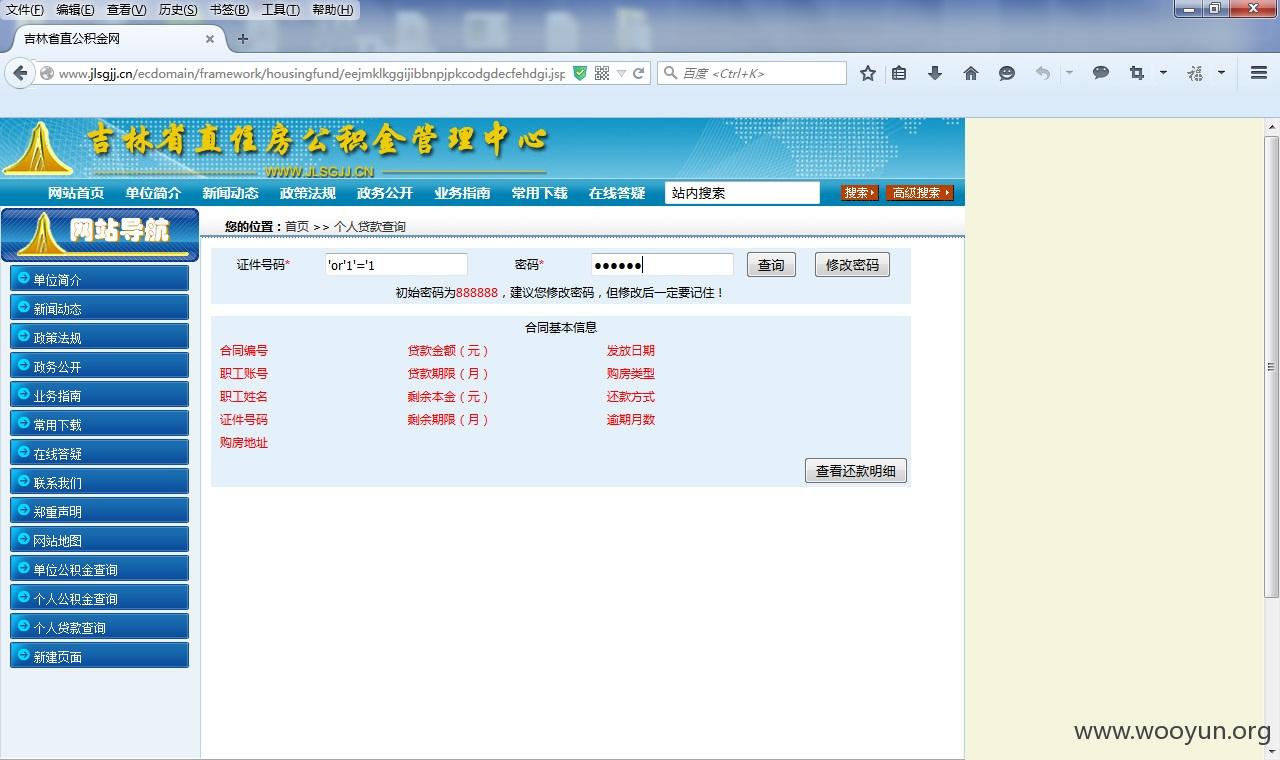 文件(F) 编辑(E) 查看(V) 历史(S) 书签(B) 工具(T) 帮助(H)
吉林省直公积金网
www.jlsgjj.cn/ecdomain/framework/housingfund/eejmklkggijibbnpjpkcodgdecfehdgi.jsp
百度 <Ctrl+K>
吉林省直住房公积金管理中心
WWW.JLSGJJ.CN
网站首页 单位简介 新闻动态 政策法规 政务公开 业务指南 常用下载 在线答疑 站内搜索 搜索 高级搜索
网站导航
您的位置：首页 >> 个人贷款查询
证件号码* 'or'1'='1 密码* ●●●●●● 查询 修改密码
初始密码为888888，建议您修改密码，但修改后一定要记住！
合同基本信息
合同编号 贷款金额（元） 发放日期
职工账号 贷款期限（月） 购房类型
职工姓名 剩余本金（元） 还款方式
证件号码 剩余期限（月） 逾期月数
购房地址
查看还款明细
单位简介
新闻动态
政策法规
政务公开
业务指南
常用下载
在线答疑
联系我们
郑重声明
网站地图
单位公积金查询
个人公积金查询
个人贷款查询
新建页面
www.wooyun.org